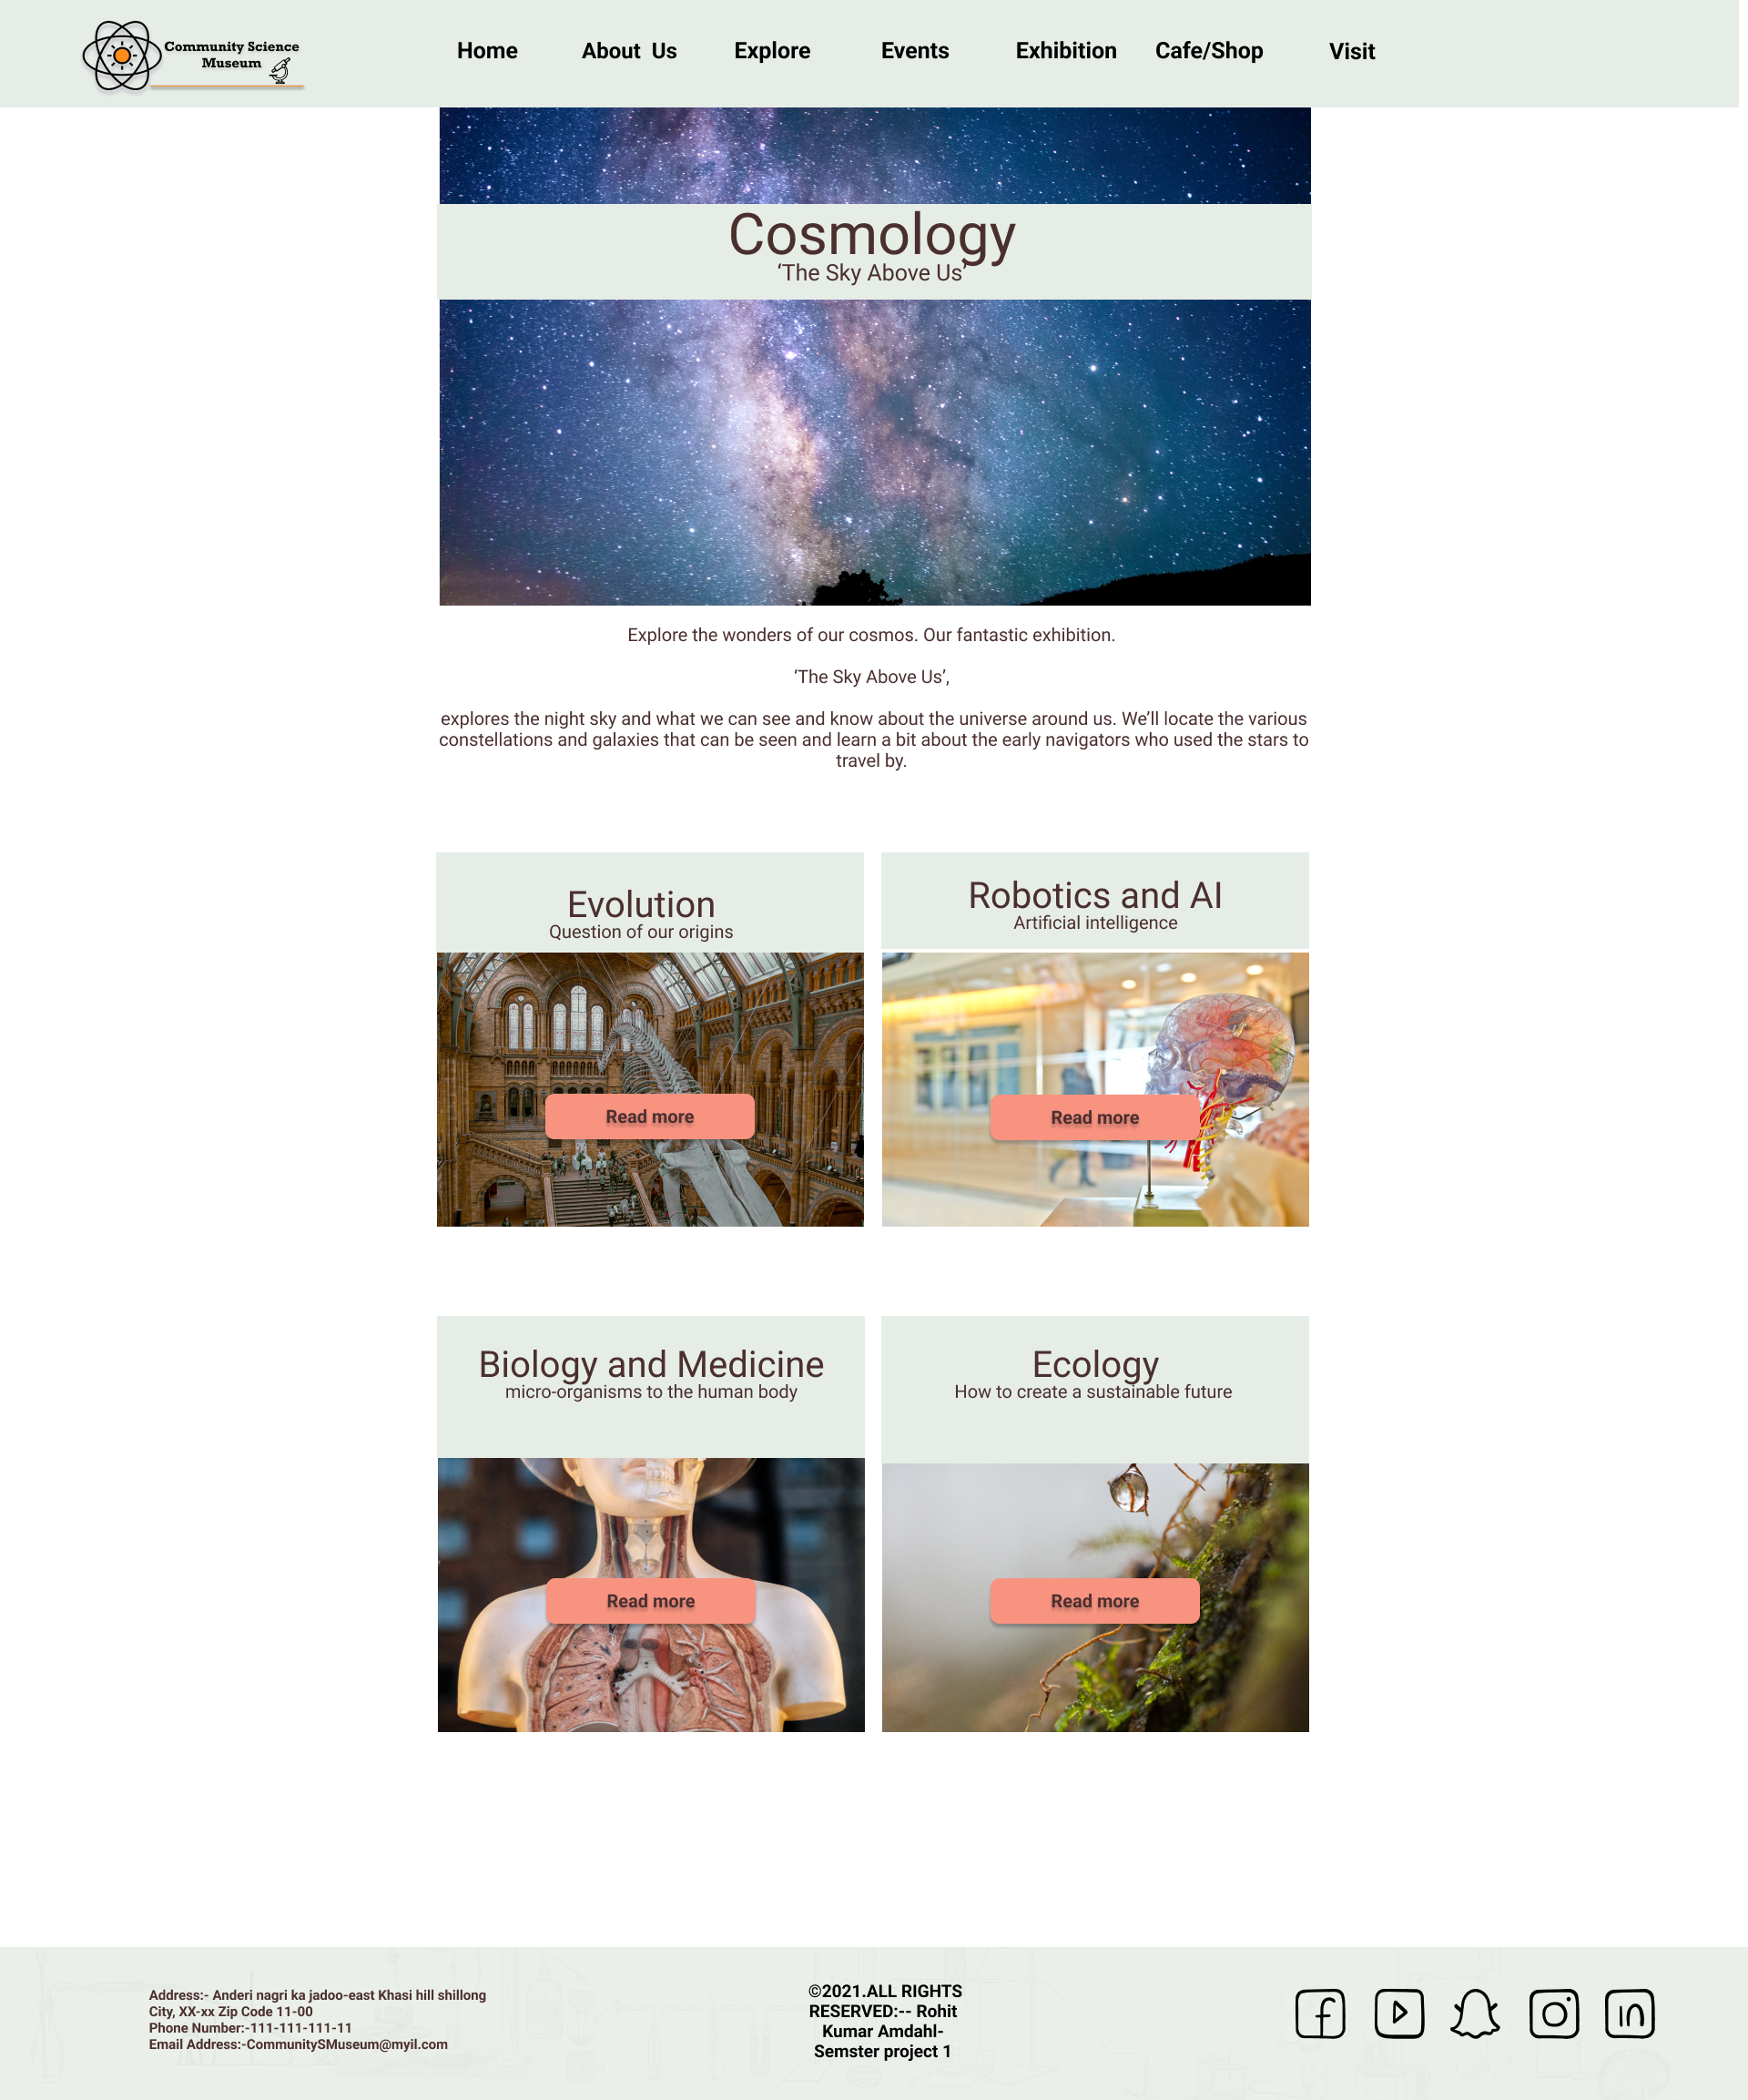 Community Science
Museum
Home About Us Explore Events Exhibition Cafe/Shop Visit
Cosmology
‘The Sky Above Us’
Explore the wonders of our cosmos. Our fantastic exhibition.
‘The Sky Above Us’,
explores the night sky and what we can see and know about the universe around us. We’ll locate the various
constellations and galaxies that can be seen and learn a bit about the early navigators who used the stars to
travel by.
Evolution
Question of our origins
Read more
Robotics and AI
Artificial intelligence
Read more
Biology and Medicine
micro-organisms to the human body
Read more
Ecology
How to create a sustainable future
Read more
Address:- Anderi nagri ka jadoo-east Khasi hill shillong
City, XX-xx Zip Code 11-00
Phone Number:-111-111-111-11
Email Address:-CommunitySMuseum@myil.com
©2021.ALL RIGHTS
RESERVED:-- Rohit
Kumar Amdahl-
Semster project 1